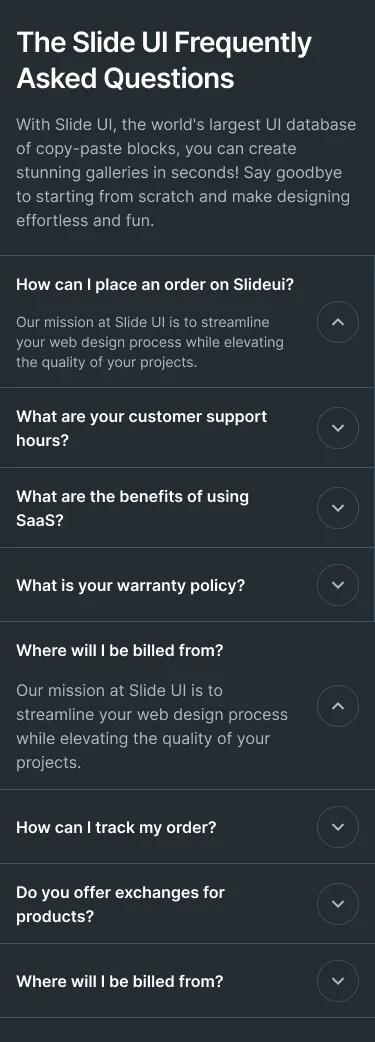 The Slide UI Frequently
Asked Questions
With Slide UI, the world's largest UI database
of copy-paste blocks, you can create
stunning galleries in seconds! Say goodbye
to starting from scratch and make designing
effortless and fun.
How can I place an order on Slideui?
Our mission at Slide UI is to streamline
your web design process while elevating
the quality of your projects.
What are your customer support
hours?
What are the benefits of using
SaaS?
What is your warranty policy?
Where will I be billed from?
Our mission at Slide UI is to
streamline your web design process
while elevating the quality of your
projects.
How can I track my order?
Do you offer exchanges for
products?
Where will I be billed from?